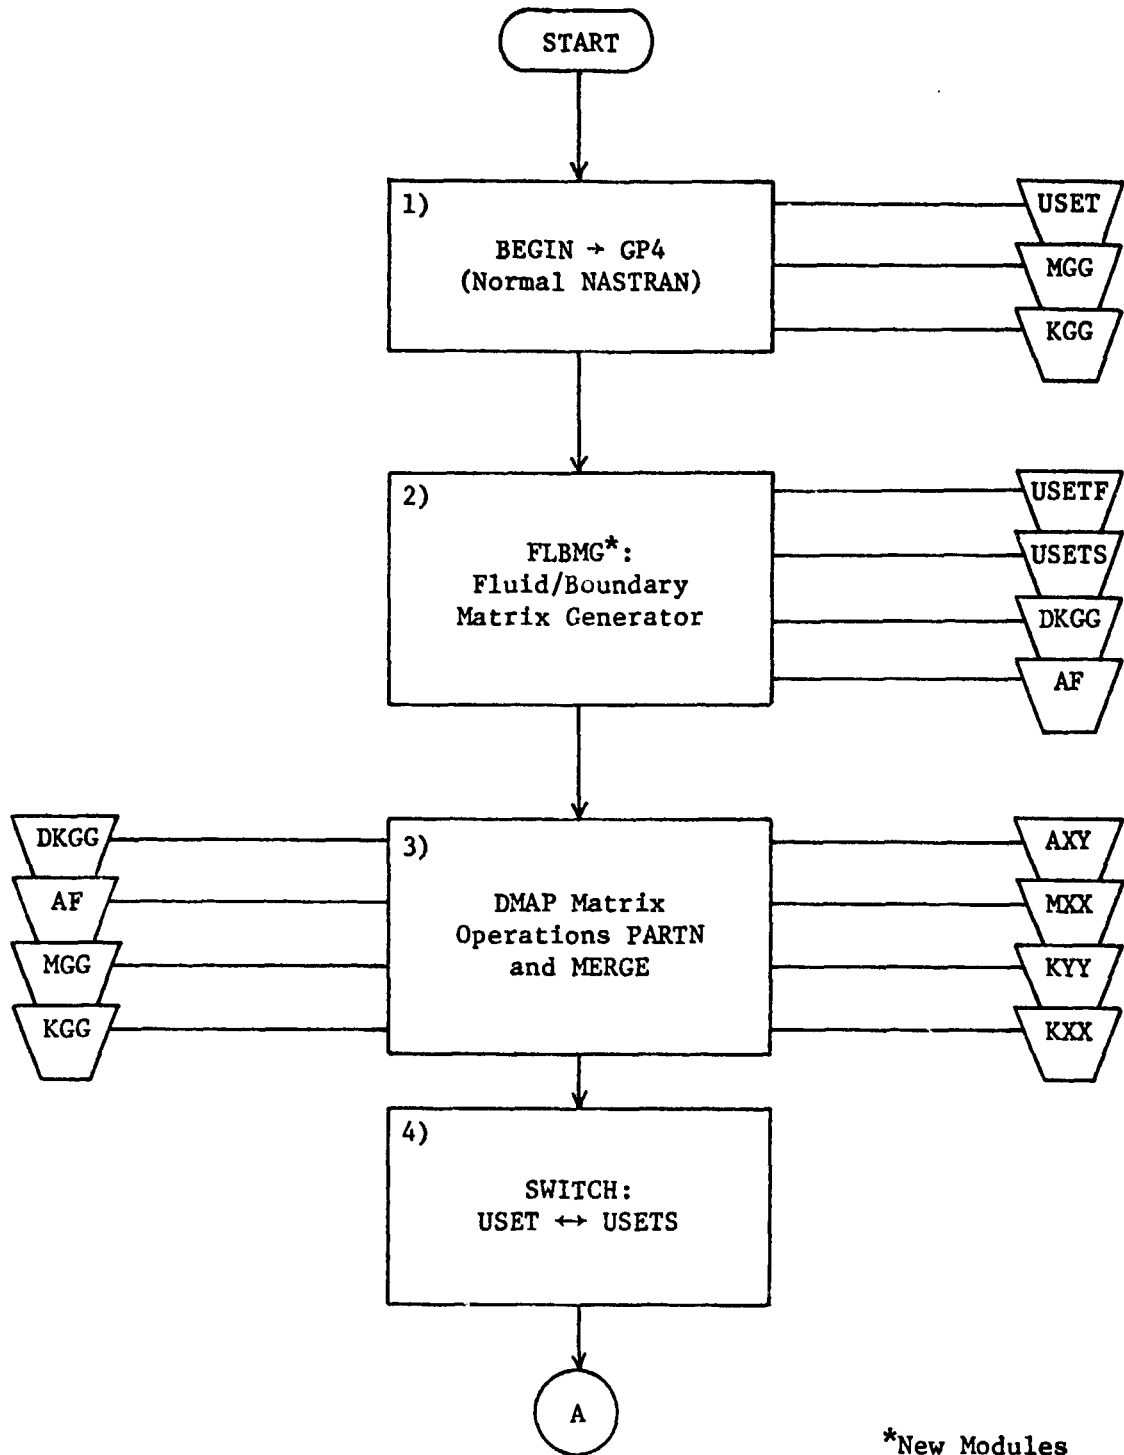 START
1)
BEGIN → GP4
(Normal NASTRAN)
USET
MGG
KGG
2)
FLBMG*:
Fluid/Boundary
Matrix Generator
USETF
USETS
DKGG
AF
DKGG
AF
MGG
KGG
3)
DMAP Matrix
Operations PARTN
and MERGE
AXY
MXX
KYY
KXX
4)
SWITCH:
USET ↔ USETS
A
*New Modules